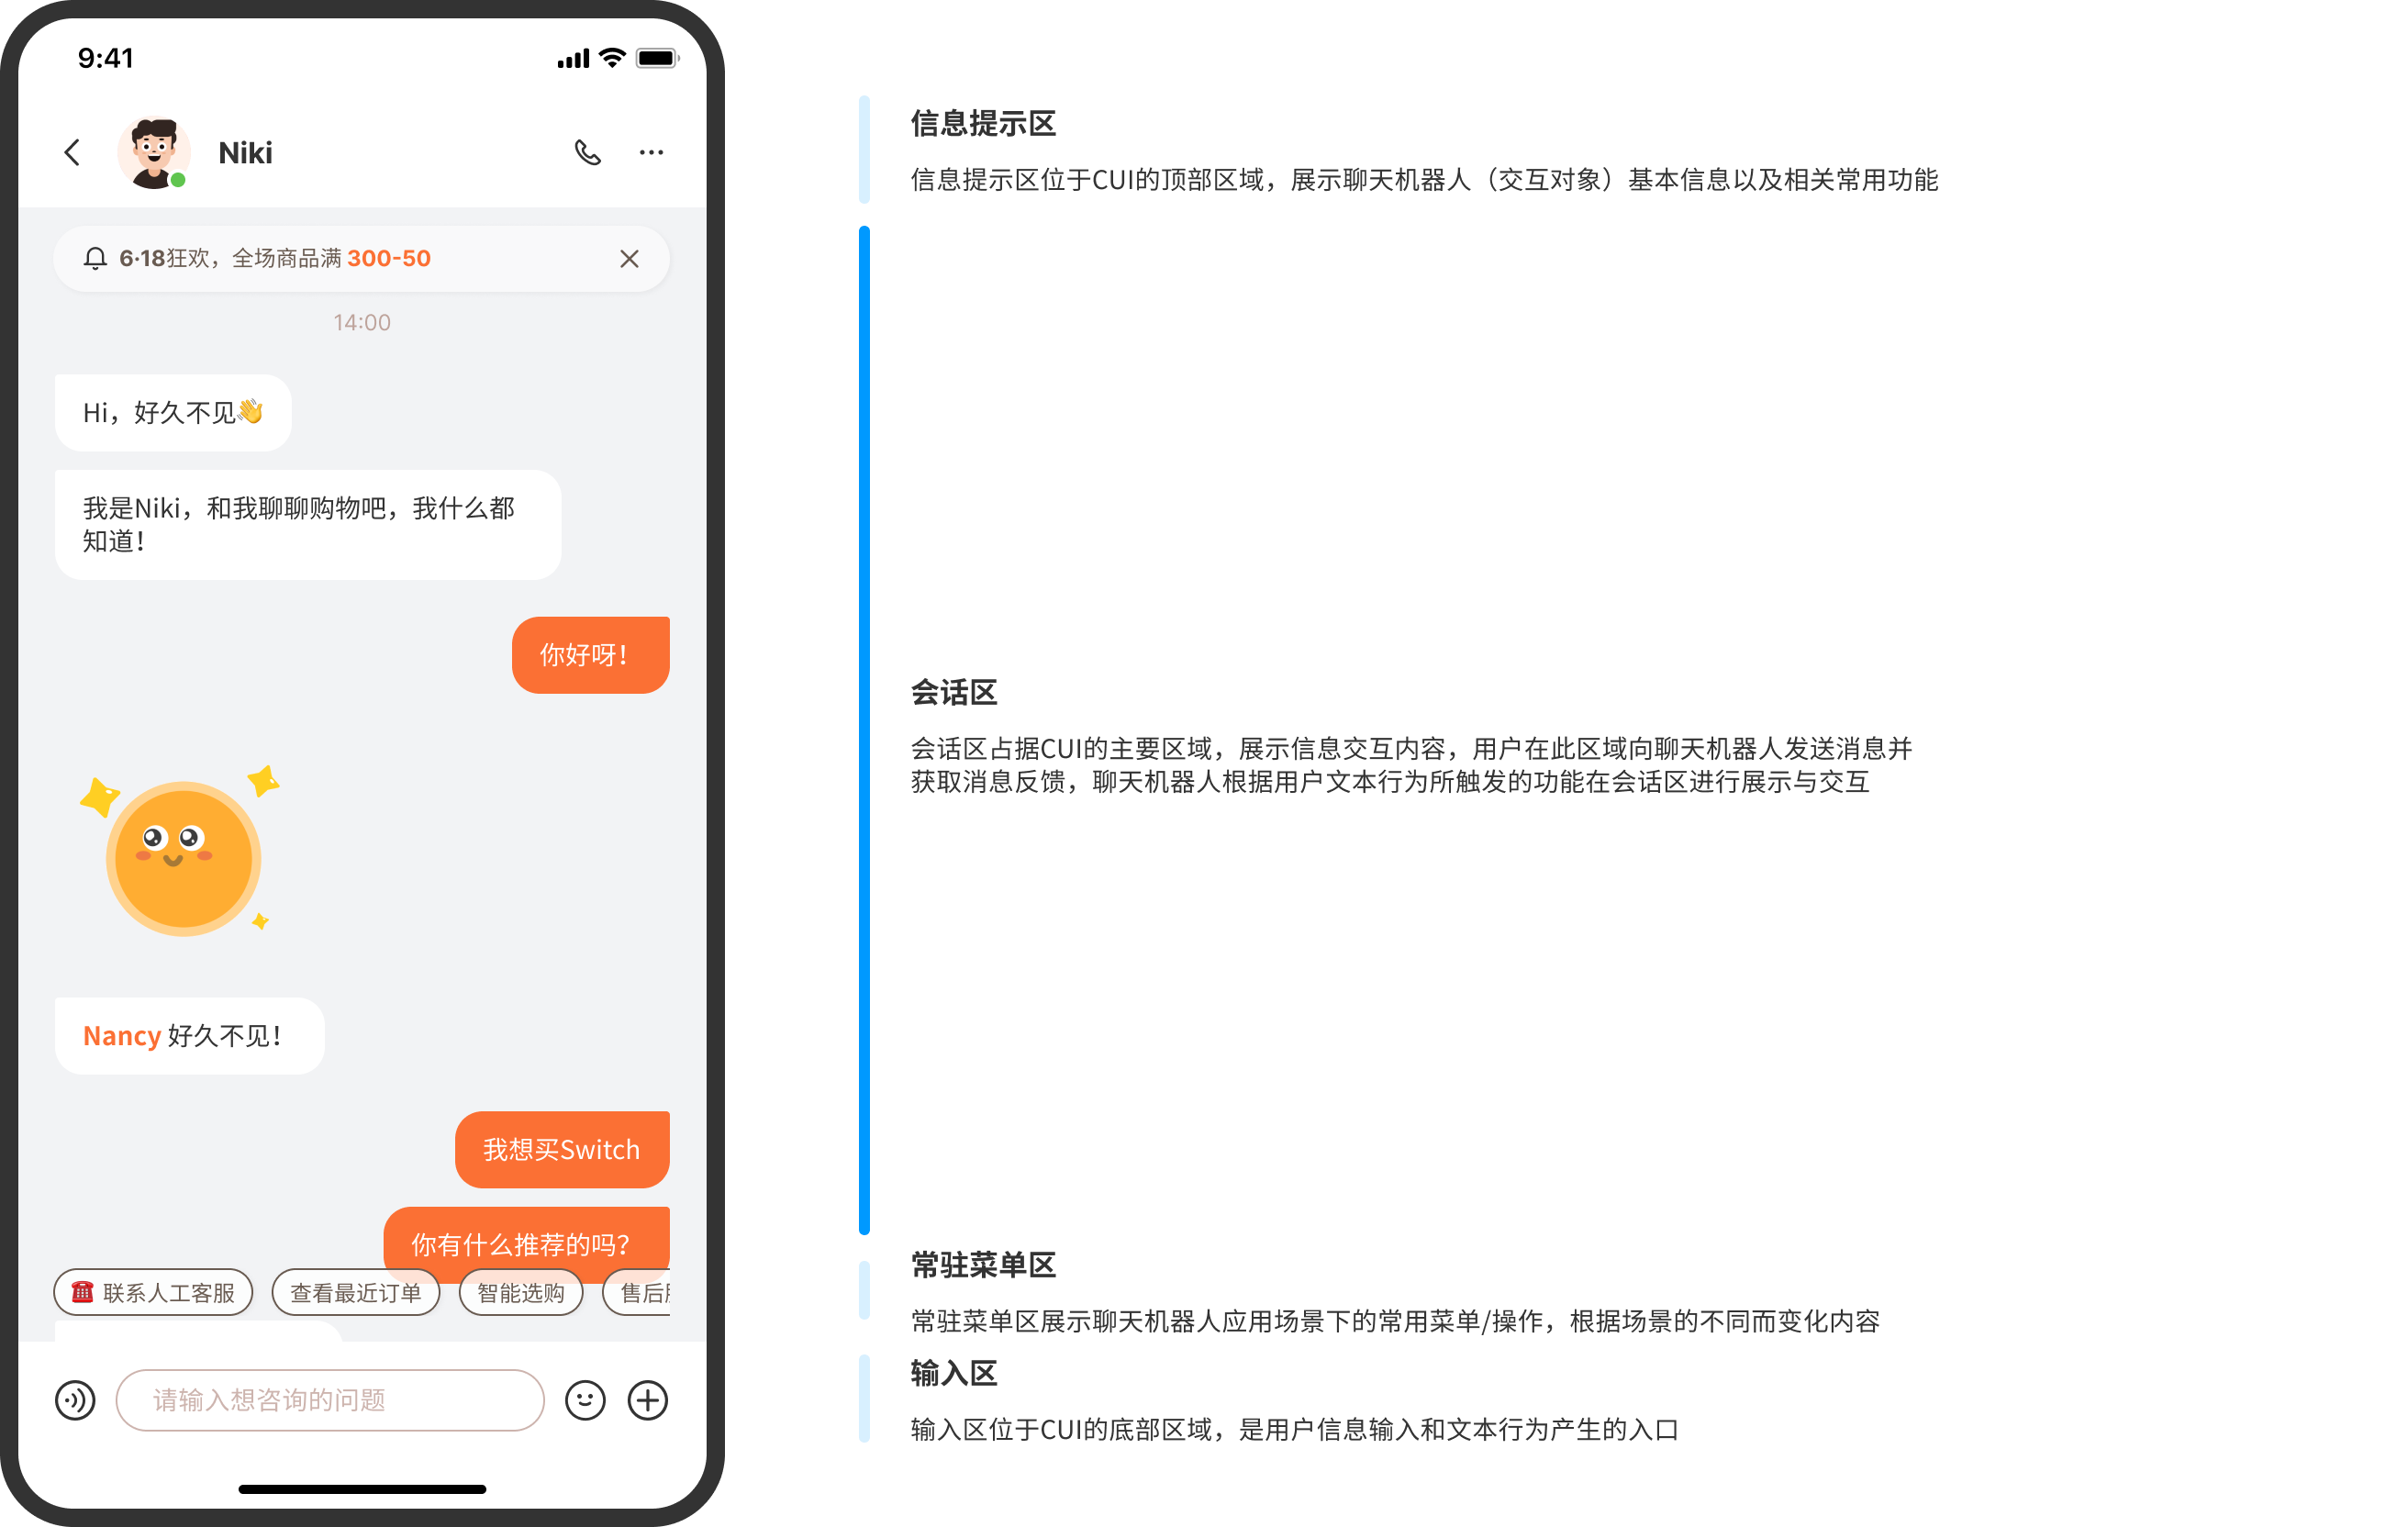 9:41
Niki
6·18狂欢，全场商品满 300-50
14:00
Hi，好久不见👋
我是Niki，和我聊聊购物吧，我什么都
知道！
你好呀！
Nancy 好久不见！
我想买Switch
你有什么推荐的吗？
联系人工客服
查看最近订单
智能选购
售后
请输入想咨询的问题
信息提示区
信息提示区位于CUI的顶部区域，展示聊天机器人（交互对象）基本信息以及相关常用功能
会话区
会话区占据CUI的主要区域，展示信息交互内容，用户在此区域向聊天机器人发送消息并
获取消息反馈，聊天机器人根据用户文本行为所触发的功能在会话区进行展示与交互
常驻菜单区
常驻菜单区展示聊天机器人应用场景下的常用菜单/操作，根据场景的不同而变化内容
输入区
输入区位于CUI的底部区域，是用户信息输入和文本行为产生的入口